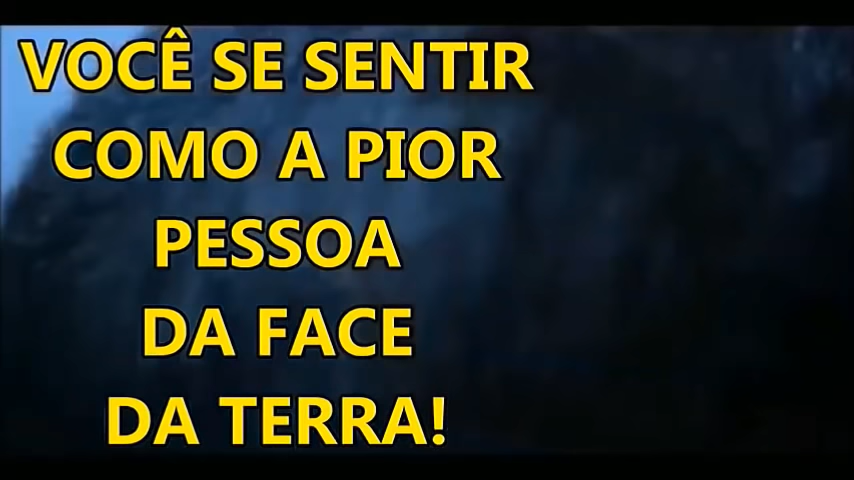 VOCÊ SE SENTIR
COMO A PIOR
PESSOA
DA FACE
DA TERRA!